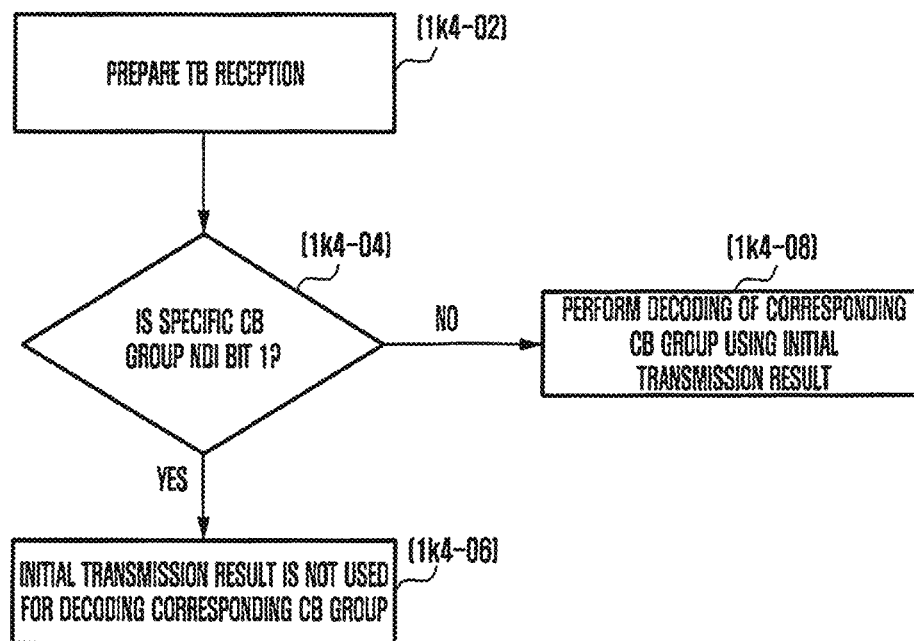 (1k4-02)
PREPARE TB RECEPTION
(1k4-04)
IS SPECIFIC CB
GROUP NDI BIT 1?
NO
(1k4-08)
PERFORM DECODING OF CORRESPONDING
CB GROUP USING INITIAL
TRANSMISSION RESULT
YES
(1k4-06)
INITIAL TRANSMISSION RESULT IS NOT USED
FOR DECODING CORRESPONDING CB GROUP